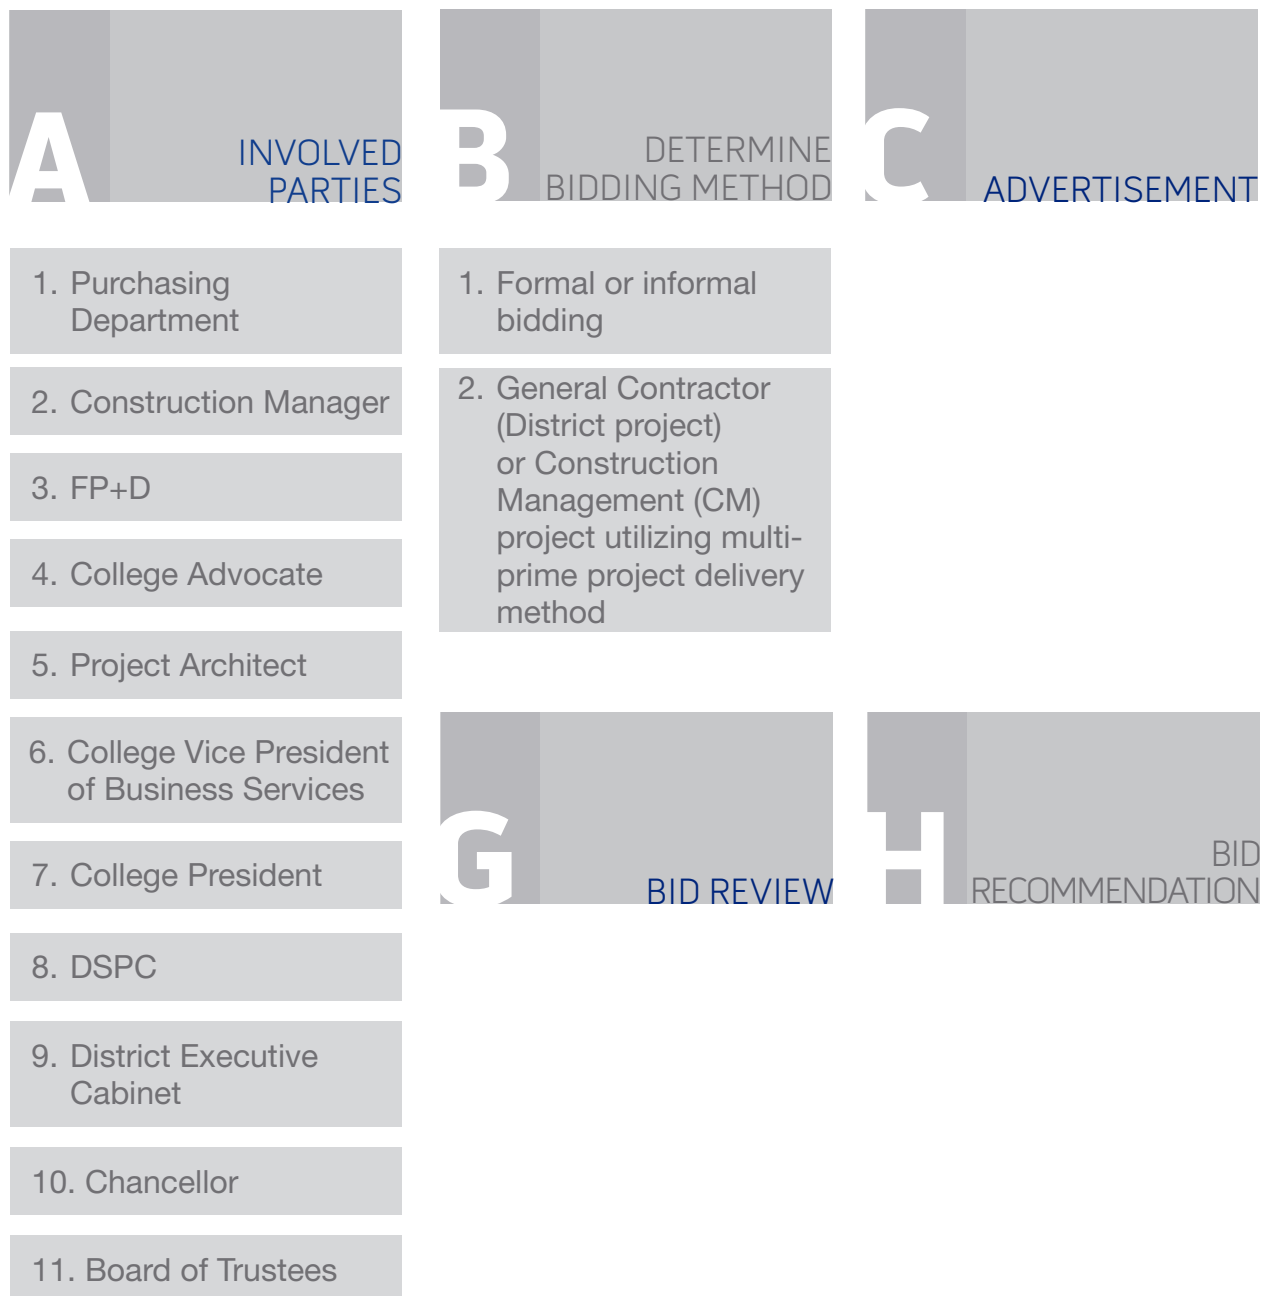 A
INVOLVED
PARTIES
1. Purchasing
Department
2. Construction Manager
3. FP+D
4. College Advocate
5. Project Architect
6. College Vice President
of Business Services
7. College President
8. DSPC
9. District Executive
Cabinet
10. Chancellor
11. Board of Trustees
B
DETERMINE
BIDDING METHOD
1. Formal or informal
bidding
2. General Contractor
(District project)
or Construction
Management (CM)
project utilizing multi-
prime project delivery
method
C
ADVERTISEMENT
G
BID REVIEW
H
BID
RECOMMENDATION